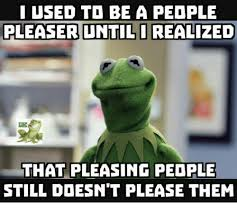 I USED TO BE A PEOPLE
PLEASER UNTIL I REALIZED
THAT PLEASING PEOPLE
STILL DOESN'T PLEASE THEM